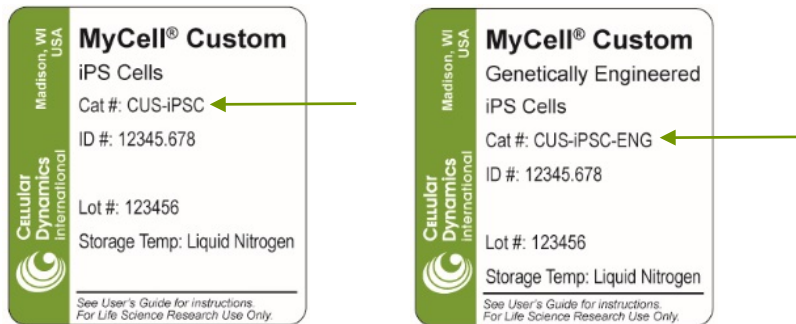 Madison, WI
USA
CELLULAR
Dynamics
international
MyCell® Custom
iPS Cells
Cat #: CUS-iPSC
ID #: 12345.678
Lot #: 123456
Storage Temp: Liquid Nitrogen
See User's Guide for instructions.
For Life Science Research Use Only.
Madison, WI
USA
CELLULAR
Dynamics
international
MyCell® Custom
Genetically Engineered
iPS Cells
Cat #: CUS-iPSC-ENG
ID #: 12345.678
Lot #: 123456
Storage Temp: Liquid Nitrogen
See User's Guide for instructions.
For Life Science Research Use Only.